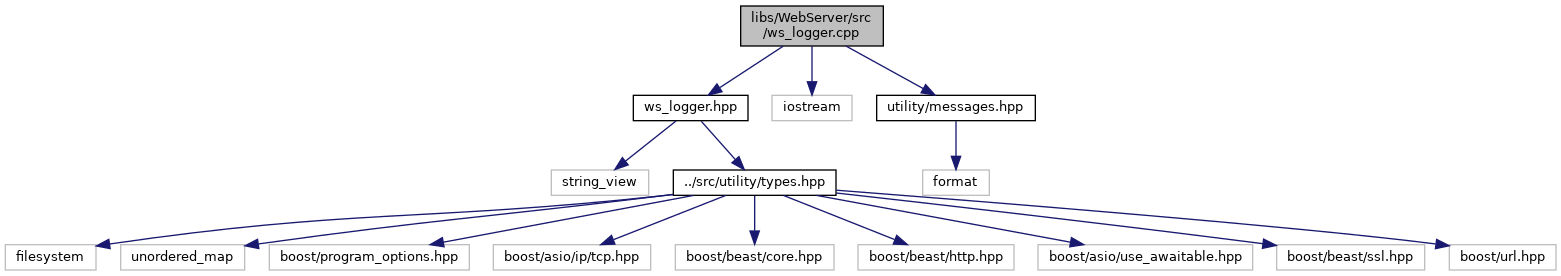 libs/WebServer/src
/ws_logger.cpp
ws_logger.hpp
iostream
utility/messages.hpp
string_view
../src/utility/types.hpp
format
filesystem
unordered_map
boost/program_options.hpp
boost/asio/ip/tcp.hpp
boost/beast/core.hpp
boost/beast/http.hpp
boost/asio/use_awaitable.hpp
boost/beast/ssl.hpp
boost/url.hpp